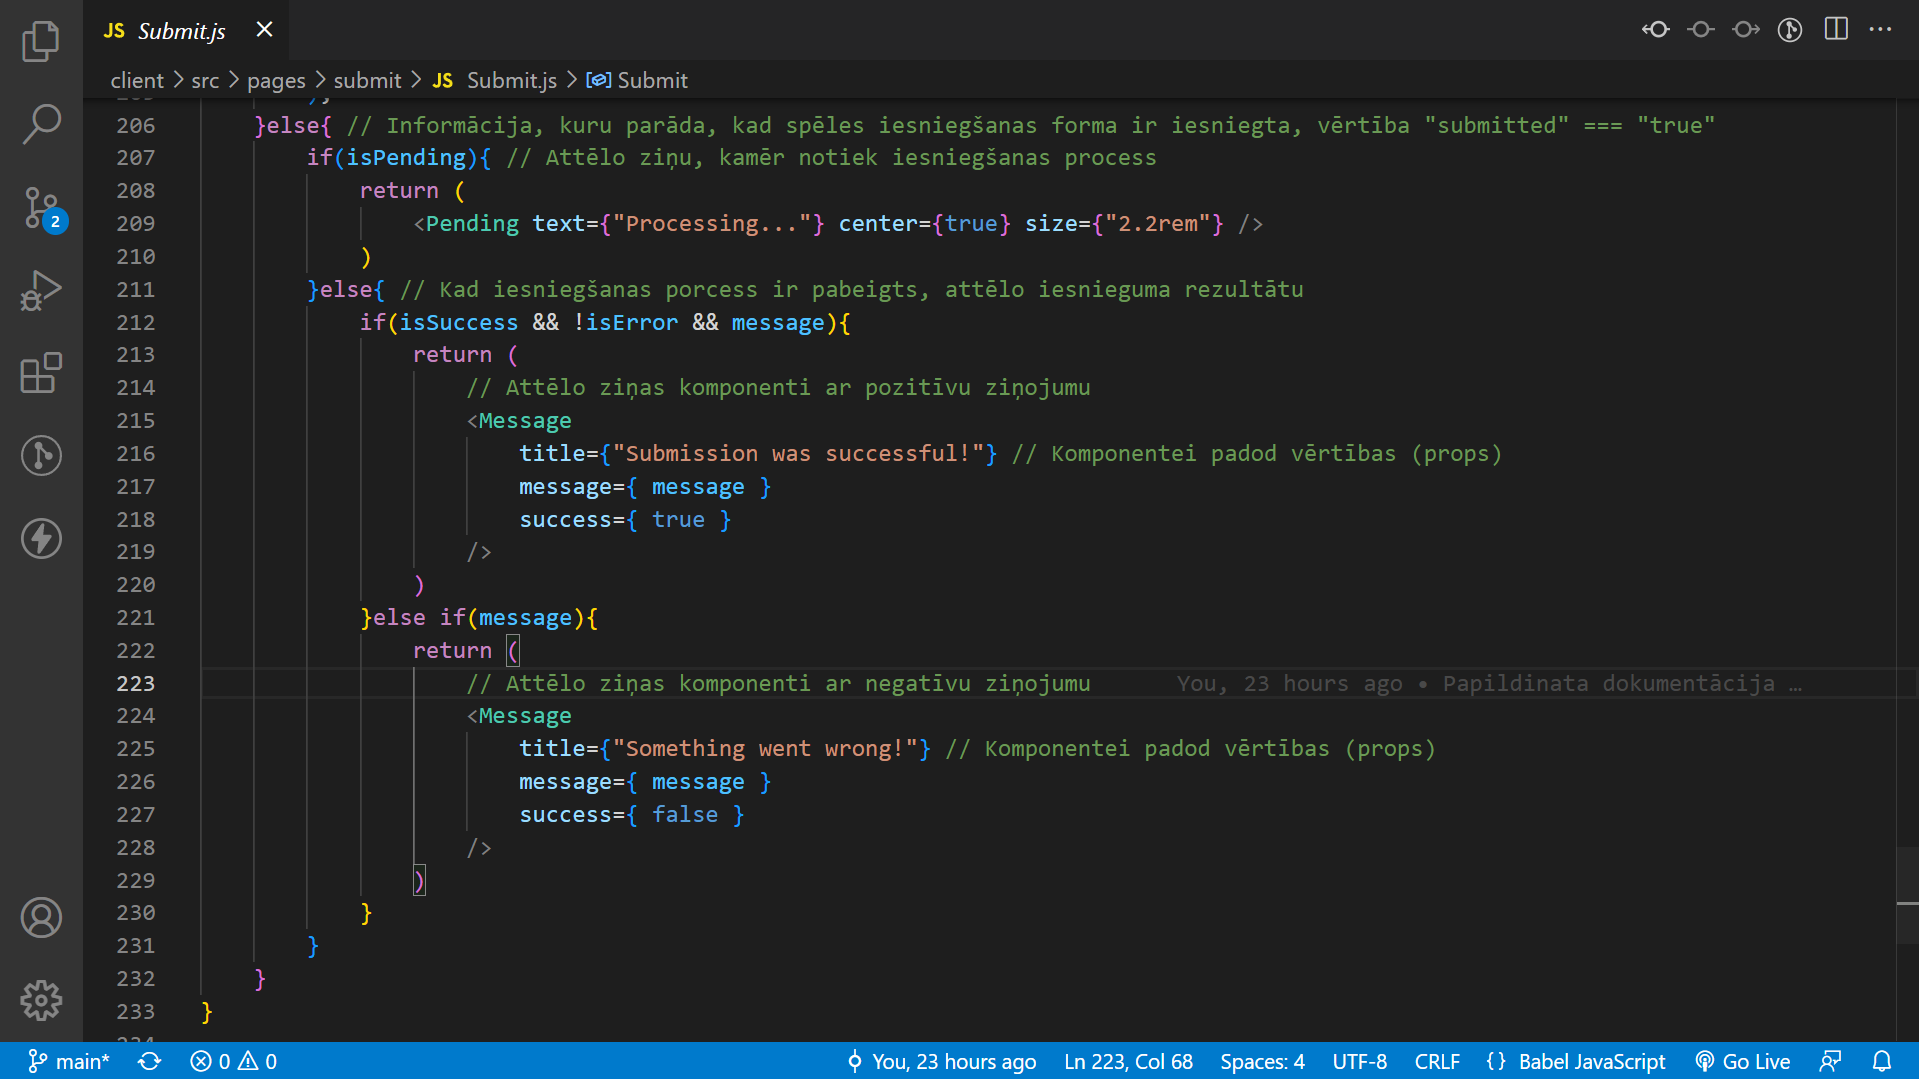 JS Submit.js
client > src > pages > submit > JS Submit.js > Submit
206 }else{ // Informācija, kuru parāda, kad spēles iesniegšanas forma ir iesniegta, vērtība "submitted" === "true"
207 if(isPending){ // Attēlo ziņu, kamēr notiek iesniegšanas process
208 return (
209 <Pending text={"Processing..."} center={true} size={"2.2rem"} />
210 )
211 }else{ // Kad iesniegšanas porcess ir pabeigts, attēlo iesnieguma rezultātu
212 if(isSuccess && !isError && message){
213 return (
214 // Attēlo ziņas komponenti ar pozitīvu ziņojumu
215 <Message
216 title={"Submission was successful!"} // Komponentei padod vērtības (props)
217 message={ message }
218 success={ true }
219 />
220 )
221 }else if(message){
222 return (
223 // Attēlo ziņas komponenti ar negatīvu ziņojumu You, 23 hours ago • Papildinata dokumentācija …
224 <Message
225 title={"Something went wrong!"} // Komponentei padod vērtības (props)
226 message={ message }
227 success={ false }
228 />
229 )
230 }
231 }
232 }
233 }
2
main* 0 0 You, 23 hours ago Ln 223, Col 68 Spaces: 4 UTF-8 CRLF {} Babel JavaScript Go Live